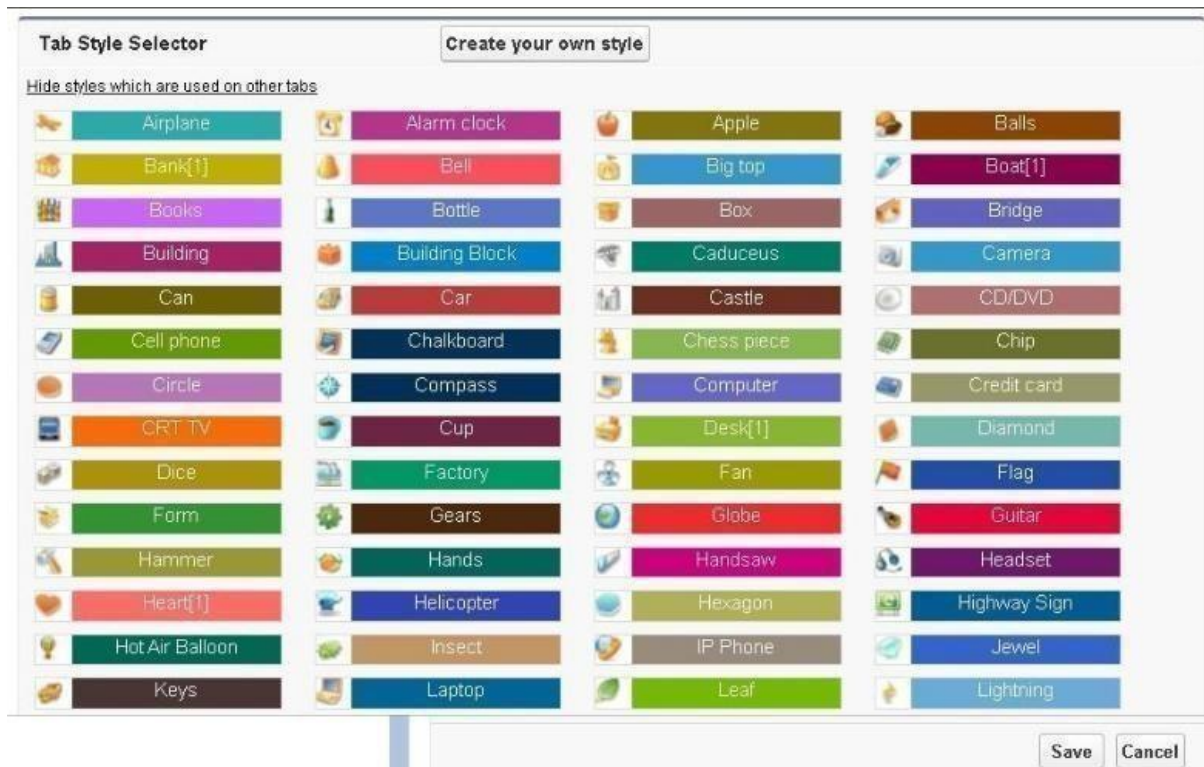 Tab Style Selector Create your own style
Hide styles which are used on other tabs
Airplane Alarm clock Apple Balls
Bank[1] Bell Big top Boat[1]
Books Bottle Box Bridge
Building Building Block Caduceus Camera
Can Car Castle CD/DVD
Cell phone Chalkboard Chess piece Chip
Circle Compass Computer Credit card
CRT TV Cup Desk[1] Diamond
Dice Factory Fan Flag
Form Gears Globe Guitar
Hammer Hands Handsaw Headset
Heart[1] Helicopter Hexagon Highway Sign
Hot Air Balloon Insect IP Phone Jewel
Keys Laptop Leaf Lightning
Save Cancel